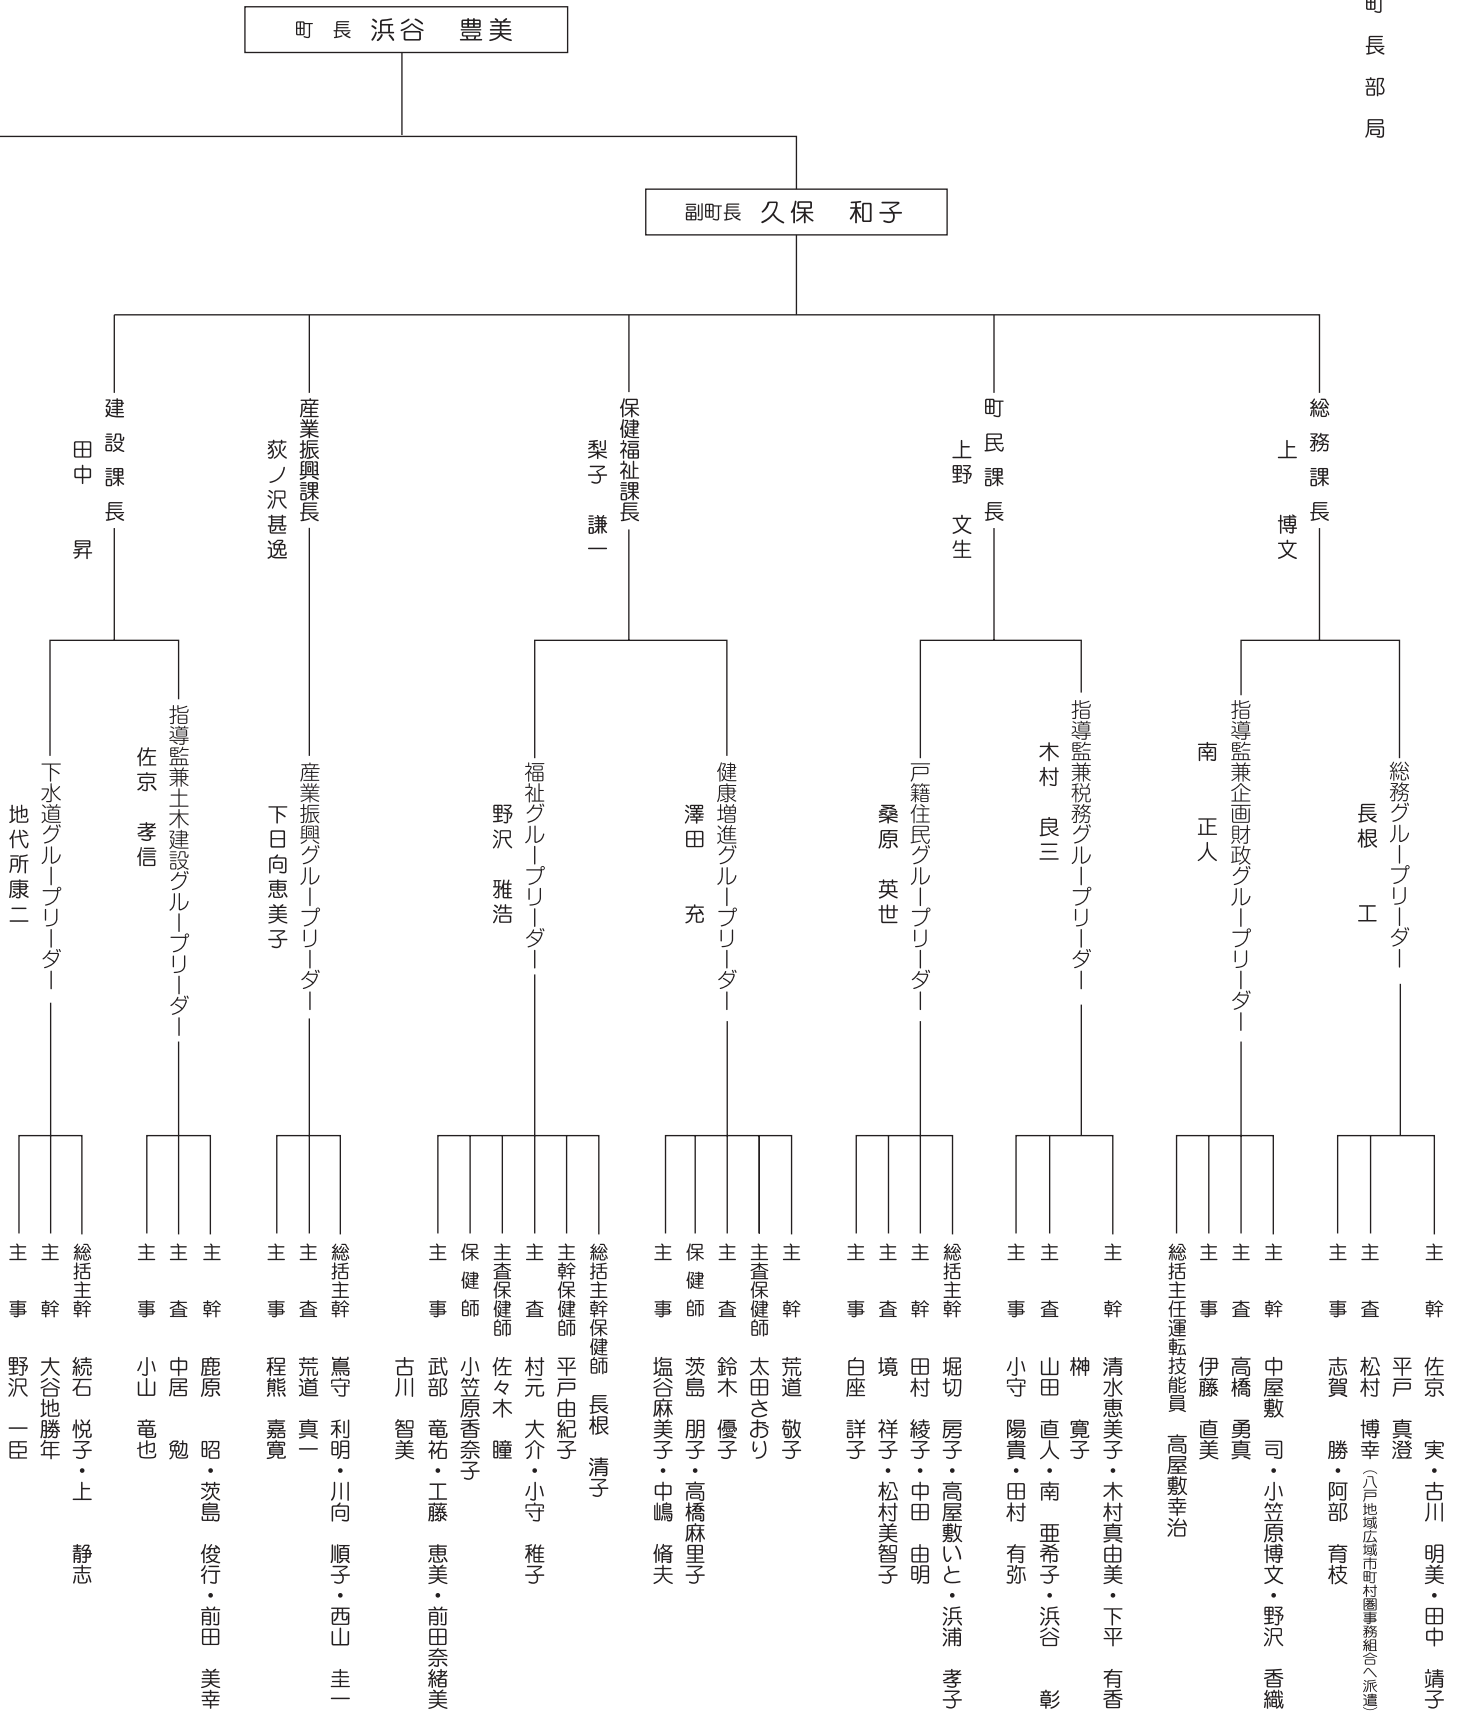 町長部局
町長 浜谷 豊美
副町長 久保 和子
総務課長
上 博文
総務グループリーダー
長根 工
主幹 佐京 実・古川 明美・田中 靖子
平戸 真澄
主査 松村 博幸（八戸地域広域市町村圏事務組合へ派遣）
主事 志賀 勝・阿部 育枝
指導監兼企画財政グループリーダー
南 正人
主幹 中屋敷 司・小笠原博文・野沢 香織
主査 高橋 勇真
主事 伊藤 直美
総括主任運転技能員 高屋敷幸治
町民課長
上野 文生
指導監兼税務グループリーダー
木村 良三
主幹 清水恵美子・木村真由美・下平 有香
榊 寛子
主査 山田 直人・南 亜希子・浜谷 彰
主事 小守 陽貴・田村 有弥
戸籍住民グループリーダー
桑原 英世
総括主幹 堀切 房子・高屋敷いと・浜浦 孝子
主幹 田村 綾子・中田 由明
主査 境 祥子・松村美智子
主事 白座 詳子
保健福祉課長
梨子 謙一
健康増進グループリーダー
澤田 充
主幹 荒道 敬子
主査保健師 太田さおり
主査 鈴木 優子
保健師 茨島 朋子・高橋麻里子
主事 塩谷麻美子・中嶋 脩夫
福祉グループリーダー
野沢 雅浩
総括主幹保健師 長根 清子
主幹保健師 平戸由紀子
主査 村元 大介・小守 稚子
主査保健師 佐々木 瞳
保健師 小笠原香奈子
主事 武部 竜祐・工藤 恵美・前田奈緒美
古川 智美
産業振興課長
荻ノ沢甚逸
産業振興グループリーダー
下日向恵美子
総括主幹 嶌守 利明・川向 順子・西山 圭一
主査 荒道 真一
主事 程熊 嘉寛
建設課長
田中 昇
指導監兼土木建設グループリーダー
佐京 孝信
主幹 鹿原 昭・茨島 俊行・前田 美幸
主査 中居 勉
主事 小山 竜也
下水道グループリーダー
地代所康二
総括主幹 続石 悦子・上 静志
主幹 大谷地勝年
主事 野沢 一臣